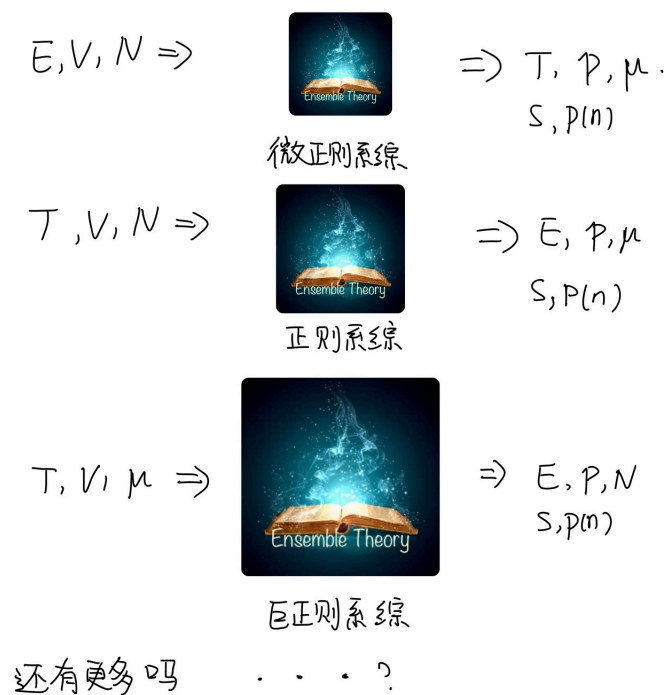 E, V, N ⇒
Ensemble Theory
⇒ T, P, μ.
S, P(n)
微正则系综
T, V, N ⇒
Ensemble Theory
⇒ E, P, μ
S, P(n)
正则系综
T, V, μ ⇒
Ensemble Theory
⇒ E, P, N
S, P(n)
巨正则系综
还有更多吗 · · · ?